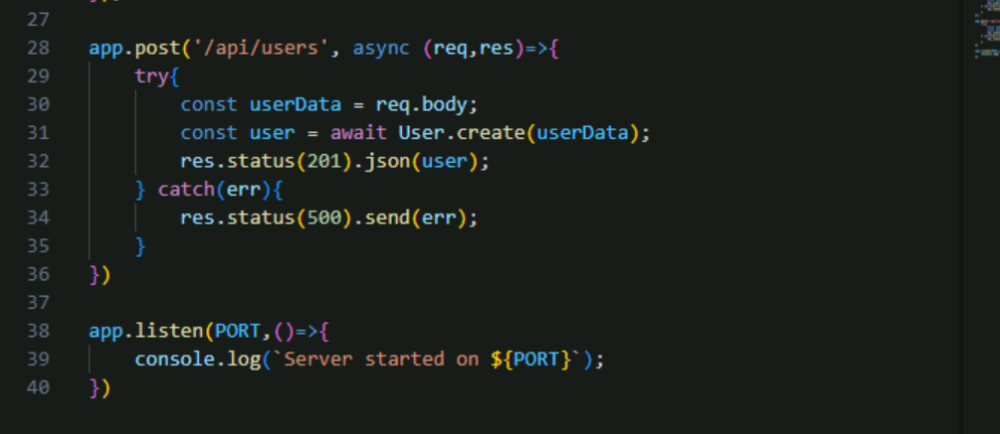 27
28 app.post('/api/users', async (req,res)=>{
29     try{
30         const userData = req.body;
31         const user = await User.create(userData);
32         res.status(201).json(user);
33     } catch(err){
34         res.status(500).send(err);
35     }
36 })
37
38 app.listen(PORT,()=>{
39     console.log(`Server started on ${PORT}`);
40 })